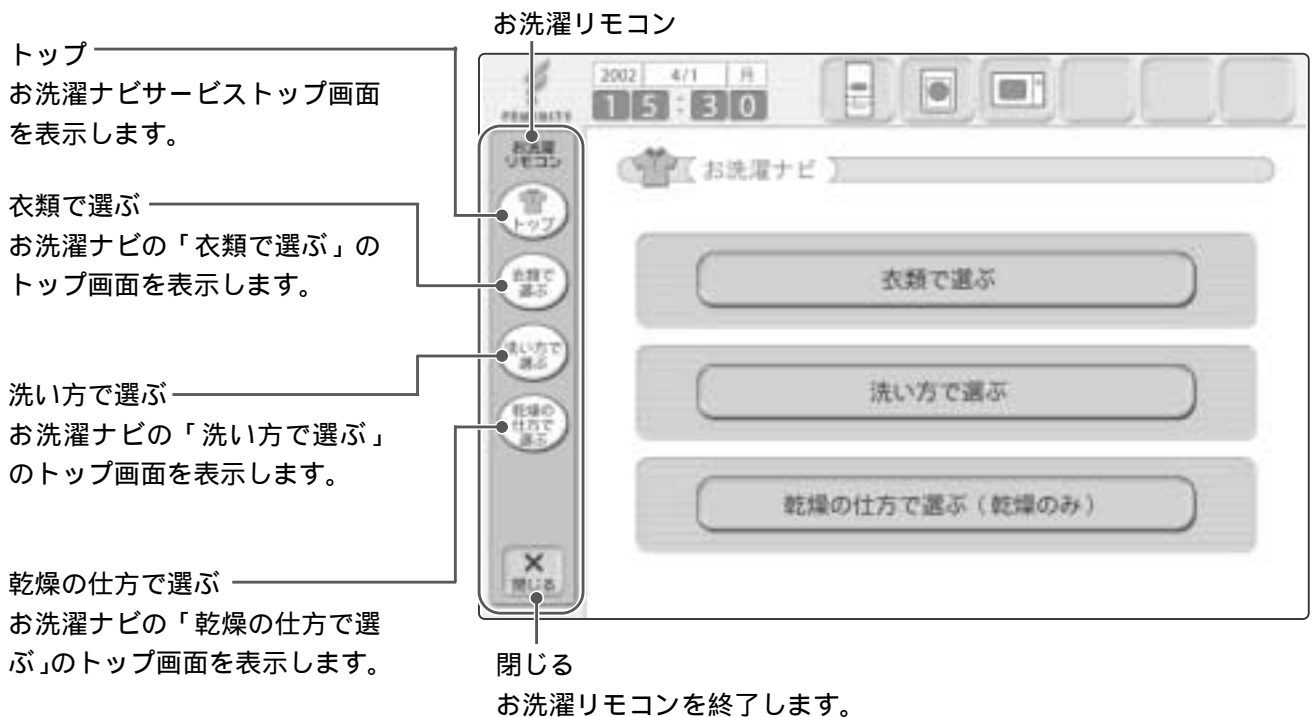 お洗濯リモコン
トップ
お洗濯ナビサービストップ画面
を表示します。
衣類で選ぶ
お洗濯ナビの「衣類で選ぶ」の
トップ画面を表示します。
洗い方で選ぶ
お洗濯ナビの「洗い方で選ぶ」
のトップ画面を表示します。
乾燥の仕方で選ぶ
お洗濯ナビの「乾燥の仕方で選
ぶ」のトップ画面を表示します。
2002 4/1 月
15:30
お洗濯
リモコン
トップ
衣類で
選ぶ
洗い方で
選ぶ
乾燥の
仕方で
選ぶ
×
閉じる
お洗濯ナビ
衣類で選ぶ
洗い方で選ぶ
乾燥の仕方で選ぶ(乾燥のみ)
閉じる
お洗濯リモコンを終了します。